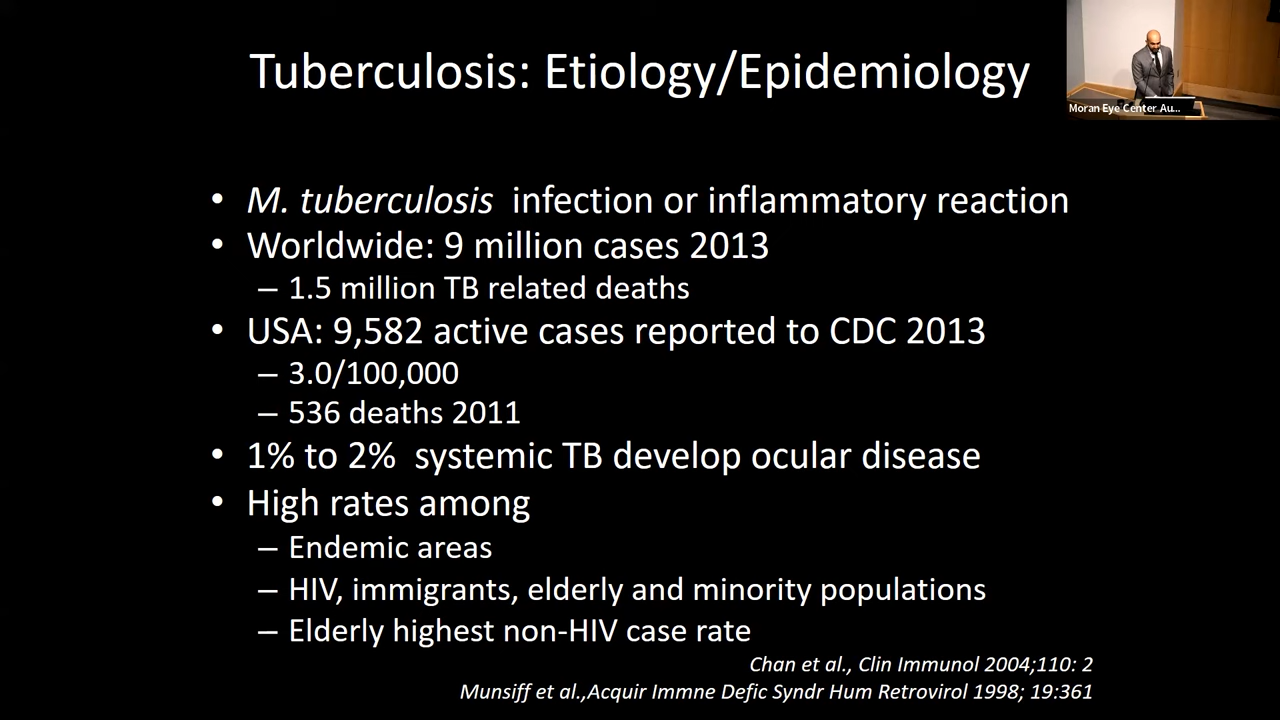 Tuberculosis: Etiology/Epidemiology
Moran Eye Center Au...
• M. tuberculosis infection or inflammatory reaction
• Worldwide: 9 million cases 2013
– 1.5 million TB related deaths
• USA: 9,582 active cases reported to CDC 2013
– 3.0/100,000
– 536 deaths 2011
• 1% to 2% systemic TB develop ocular disease
• High rates among
– Endemic areas
– HIV, immigrants, elderly and minority populations
– Elderly highest non-HIV case rate
Chan et al., Clin Immunol 2004;110: 2
Munsiff et al.,Acquir Immne Defic Syndr Hum Retrovirol 1998; 19:361